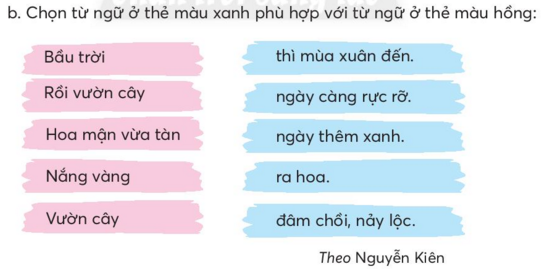 b. Chọn từ ngữ ở thẻ màu xanh phù hợp với từ ngữ ở thẻ màu hồng:
Bầu trời thì mùa xuân đến.
Rồi vườn cây ngày càng rực rỡ.
Hoa mận vừa tàn ngày thêm xanh.
Nắng vàng ra hoa.
Vườn cây đâm chồi, nảy lộc.
Theo Nguyễn Kiên